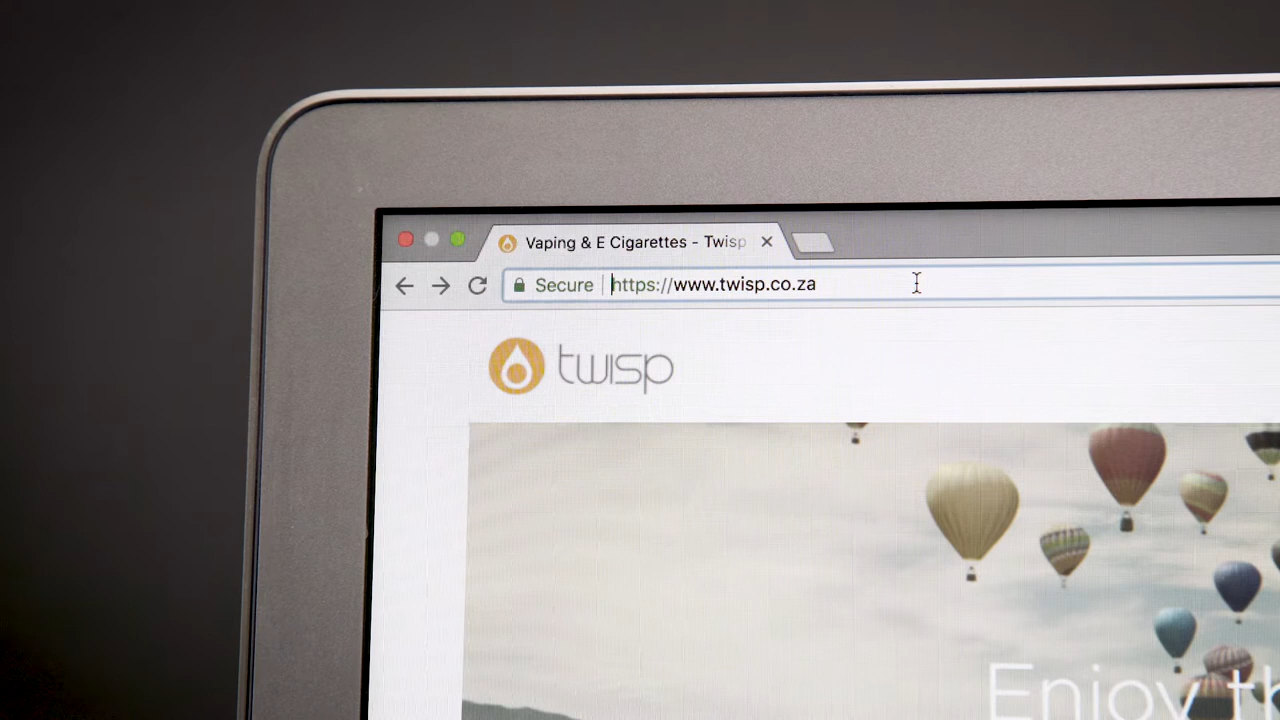 Vaping & E Cigarettes - Twisp
Secure
https://www.twisp.co.za
twisp
Enjoy